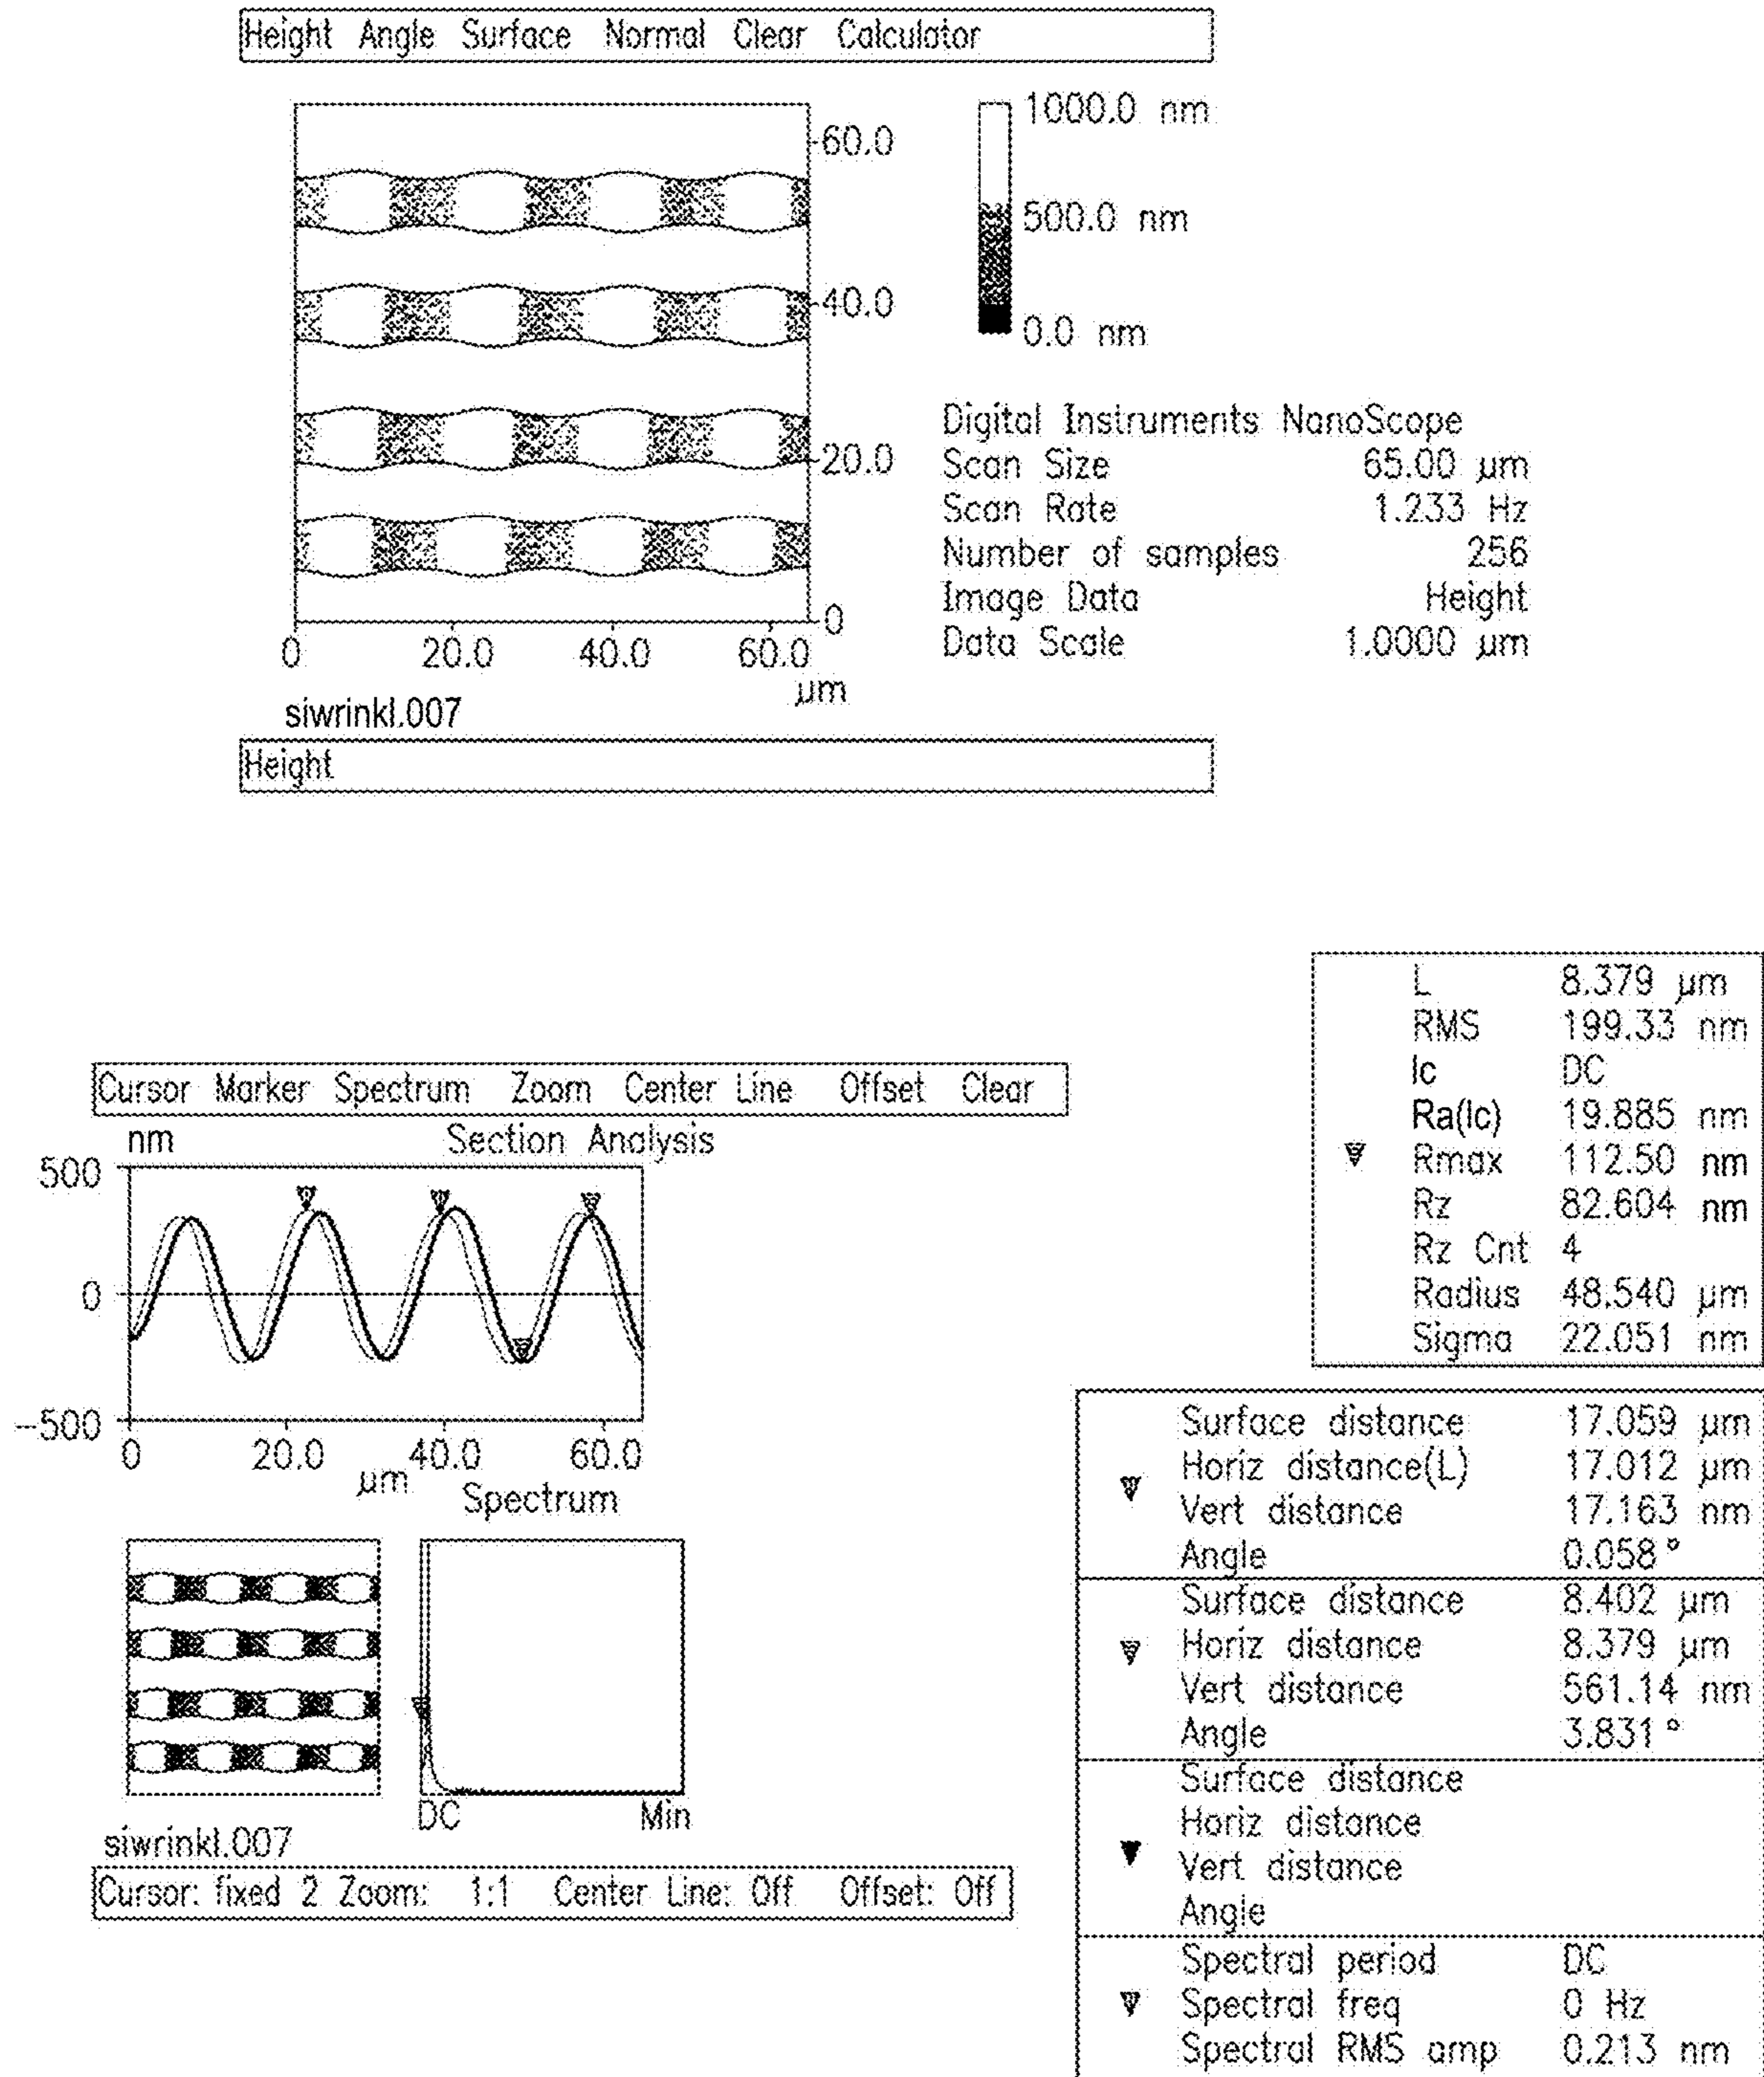 Height Angle Surface Normal Clear Calculator
1000.0 nm
60.0
500.0 nm
40.0
0.0 nm
Digital Instruments NanoScope
Scan Size 65.00 µm
20.0
Scan Rate 1.233 Hz
Number of samples 256
Image Data Height
0
Data Scale 1.0000 µm
0 20.0 40.0 60.0
µm
siwrinkl.007
Height
L 8.379 µm
RMS 199.33 nm
lc DC
Ra(lc) 19.885 nm
Rmax 112.50 nm
Rz 82.604 nm
Rz Cnt 4
Radius 48.540 µm
Sigma 22.051 nm
Cursor Marker Spectrum Zoom Center Line Offset Clear
nm Section Analysis
500
0
-500
0 20.0 40.0 60.0
µm
Spectrum
DC Min
siwrinkl.007
Cursor: fixed 2 Zoom: 1:1 Center Line: Off Offset: Off
Surface distance 17.059 µm
Horiz distance(L) 17.012 µm
Vert distance 17.163 nm
Angle 0.058°
Surface distance 8.402 µm
Horiz distance 8.379 µm
Vert distance 561.14 nm
Angle 3.831°
Surface distance
Horiz distance
Vert distance
Angle
Spectral period DC
Spectral freq 0 Hz
Spectral RMS amp 0.213 nm